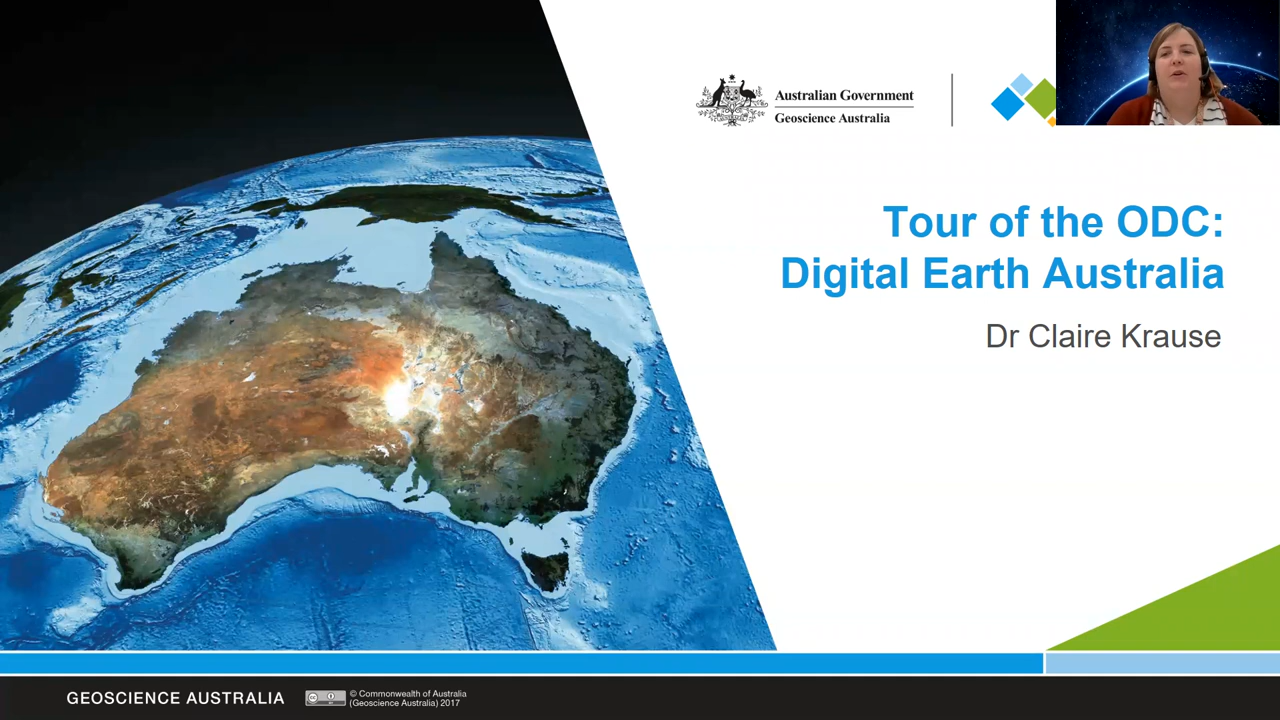 Australian Government
Geoscience Australia
Tour of the ODC:
Digital Earth Australia
Dr Claire Krause
GEOSCIENCE AUSTRALIA
© Commonwealth of Australia
(Geoscience Australia) 2017